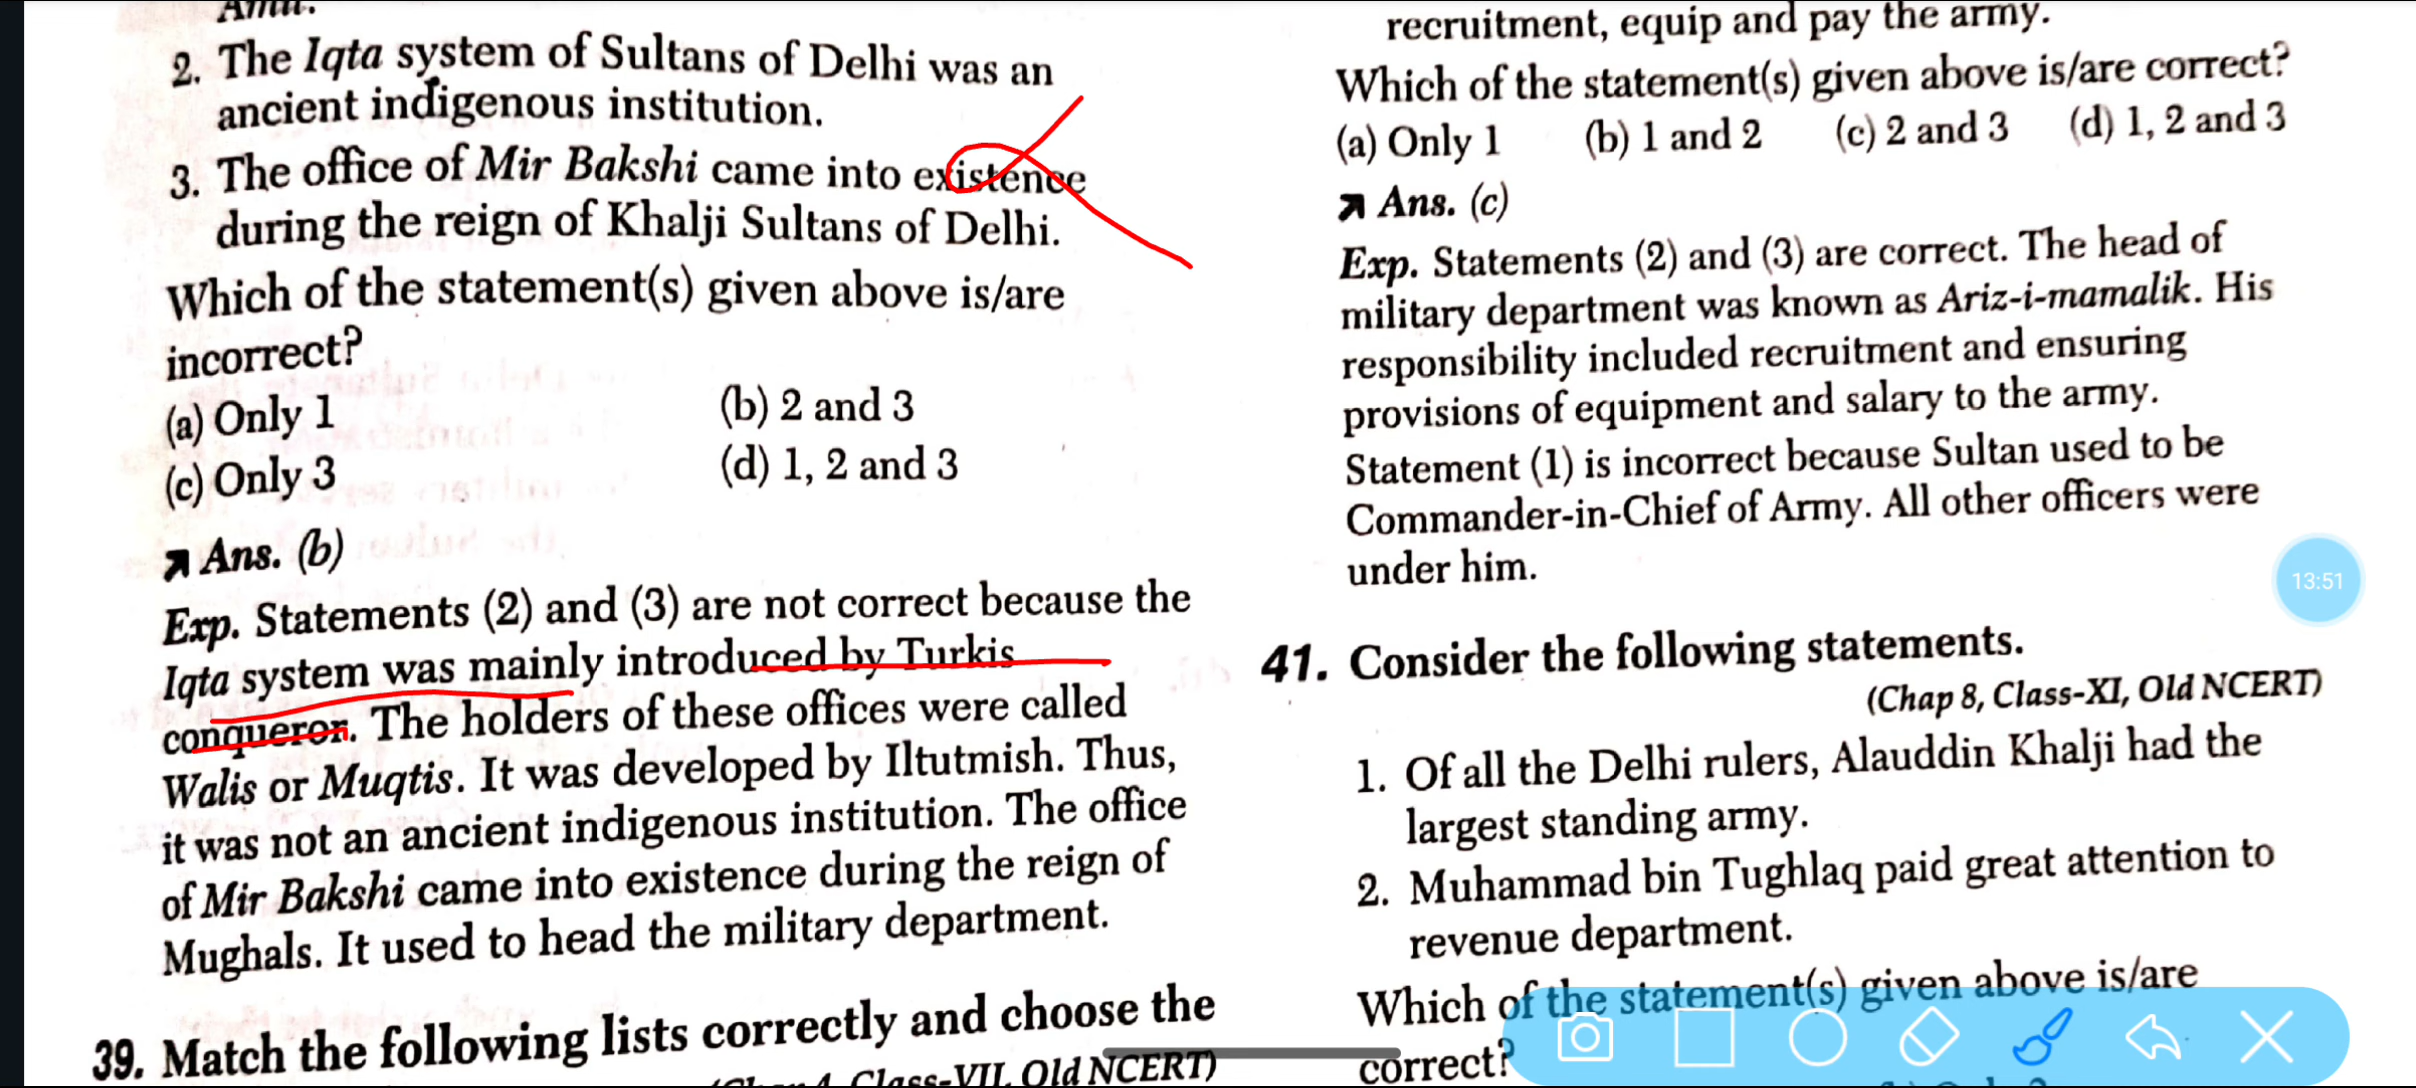 Amil.
2. The Iqta system of Sultans of Delhi was an
ancient indigenous institution.
3. The office of Mir Bakshi came into existence
during the reign of Khalji Sultans of Delhi.
Which of the statement(s) given above is/are
incorrect?
(a) Only 1 (b) 2 and 3
(c) Only 3 (d) 1, 2 and 3
Ans. (b)
Exp. Statements (2) and (3) are not correct because the
Iqta system was mainly introduced by Turkis
conqueror. The holders of these offices were called
Walis or Muqtis. It was developed by Iltutmish. Thus,
it was not an ancient indigenous institution. The office
of Mir Bakshi came into existence during the reign of
Mughals. It used to head the military department.
39. Match the following lists correctly and choose the
Class-VII, Old NCERT)
recruitment, equip and pay the army.
Which of the statement(s) given above is/are correct?
(a) Only 1 (b) 1 and 2 (c) 2 and 3 (d) 1, 2 and 3
Ans. (c)
Exp. Statements (2) and (3) are correct. The head of
military department was known as Ariz-i-mamalik. His
responsibility included recruitment and ensuring
provisions of equipment and salary to the army.
Statement (1) is incorrect because Sultan used to be
Commander-in-Chief of Army. All other officers were
under him.
13:51
41. Consider the following statements.
(Chap 8, Class-XI, Old NCERT)
1. Of all the Delhi rulers, Alauddin Khalji had the
largest standing army.
2. Muhammad bin Tughlaq paid great attention to
revenue department.
Which of the statement(s) given above is/are
correct?